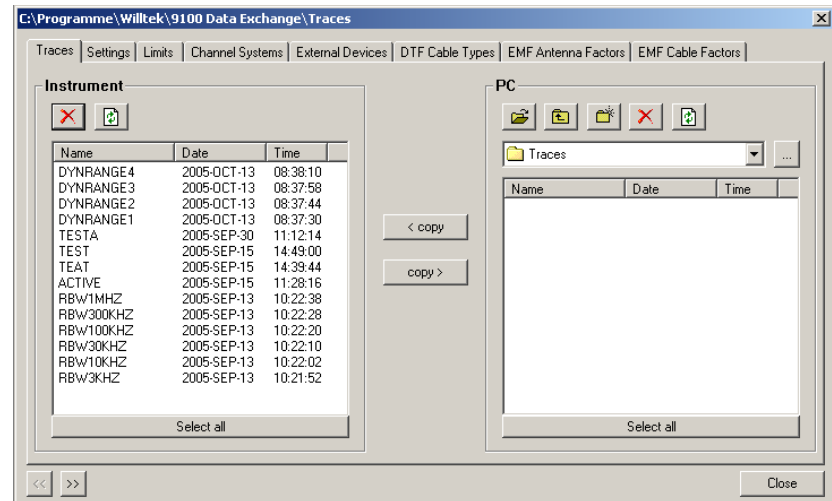 C:\Programme\Willtek\9100 Data Exchange\Traces
Traces Settings Limits Channel Systems External Devices DTF Cable Types EMF Antenna Factors EMF Cable Factors
Instrument
Name Date Time
DYNRANGE4 2005-OCT-13 08:38:10
DYNRANGE3 2005-OCT-13 08:37:58
DYNRANGE2 2005-OCT-13 08:37:44
DYNRANGE1 2005-OCT-13 08:37:30
TESTA 2005-SEP-30 11:12:14
TEST 2005-SEP-15 14:49:00
TEAT 2005-SEP-15 14:39:44
ACTIVE 2005-SEP-15 11:28:16
RBW1MHZ 2005-SEP-13 10:22:38
RBW300KHZ 2005-SEP-13 10:22:28
RBW100KHZ 2005-SEP-13 10:22:20
RBW30KHZ 2005-SEP-13 10:22:10
RBW10KHZ 2005-SEP-13 10:22:02
RBW3KHZ 2005-SEP-13 10:21:52
Select all
< copy
copy >
PC
Traces
...
Name Date Time
Select all
<< >>
Close